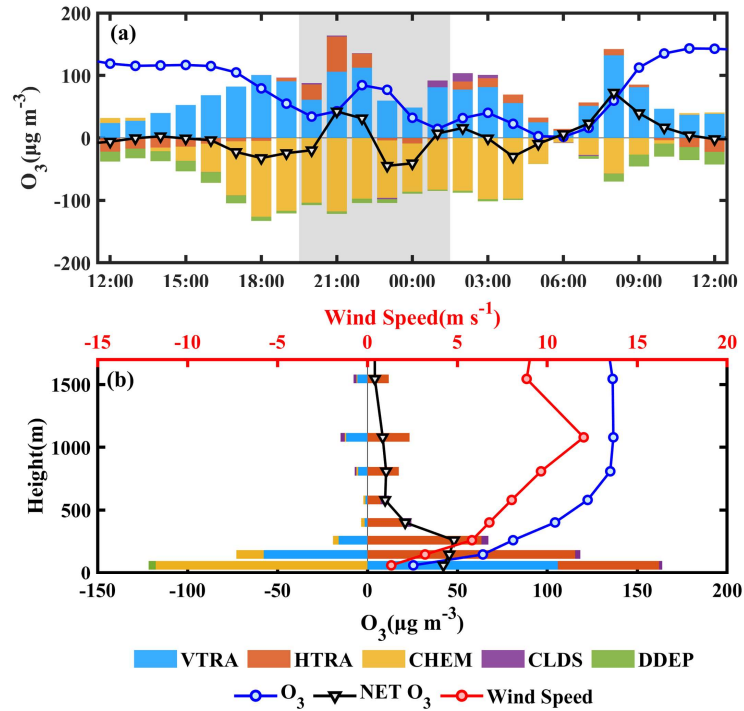 (a)
O₃(μg m⁻³)
200
100
0
-100
-200
12:00 15:00 18:00 21:00 00:00 03:00 06:00 09:00 12:00
Wind Speed(m s⁻¹)
-15 -10 -5 0 5 10 15 20
(b)
Height(m)
1500
1000
500
0
-150 -100 -50 0 50 100 150 200
O₃(μg m⁻³)
VTRA HTRA CHEM CLDS DDEP
O₃ NET O₃ Wind Speed